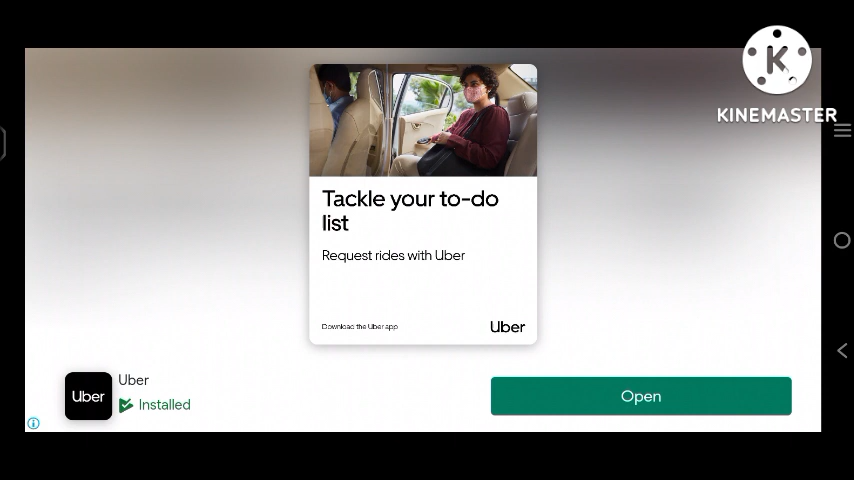 K
KINEMASTER
Tackle your to-do
list
Request rides with Uber
Download the Uber app
Uber
Uber
Uber
Installed
Open